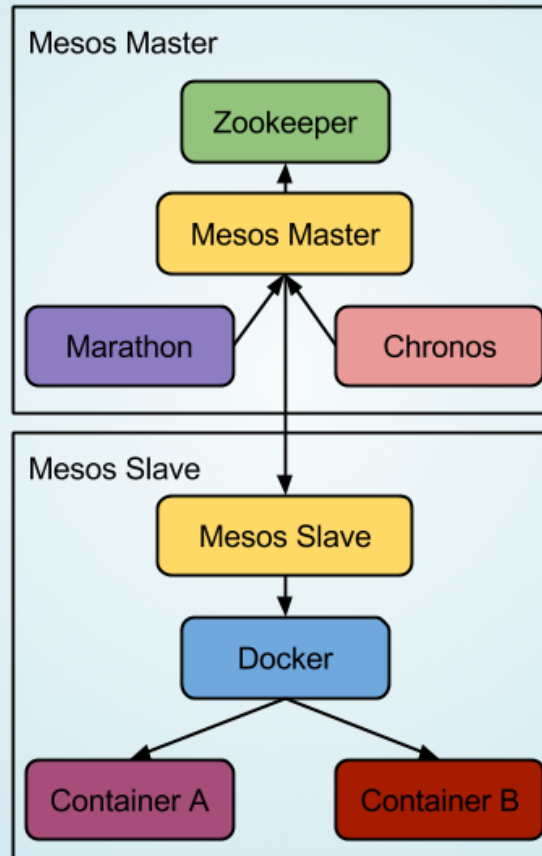 Mesos Master
Zookeeper
Mesos Master
Marathon
Chronos
Mesos Slave
Mesos Slave
Docker
Container A
Container B